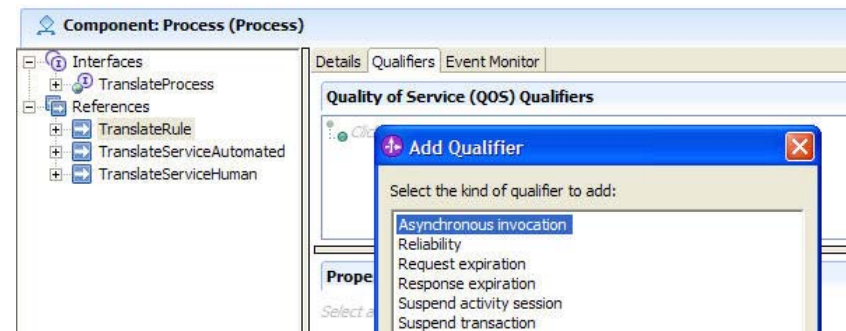 Component: Process (Process)
Interfaces
TranslateProcess
References
TranslateRule
TranslateServiceAutomated
TranslateServiceHuman
Details Qualifiers Event Monitor
Quality of Service (QOS) Qualifiers
Add Qualifier
Select the kind of qualifier to add:
Asynchronous invocation
Reliability
Request expiration
Response expiration
Suspend activity session
Suspend transaction
Prope
Select a